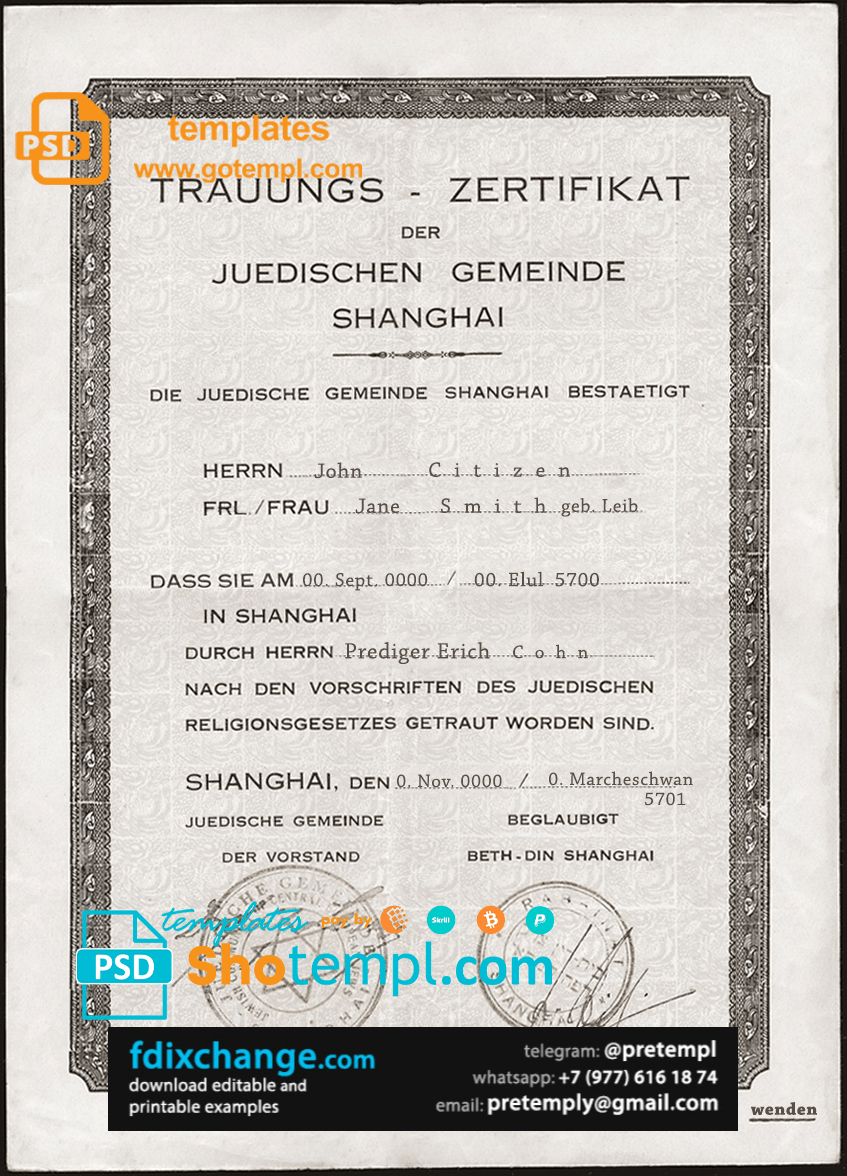 PSD
templates
www.gotempl.com
TRAUUNGS - ZERTIFIKAT
DER
JUEDISCHEN GEMEINDE
SHANGHAI
DIE JUEDISCHE GEMEINDE SHANGHAI BESTAETIGT
HERRN John C i t i z e n
FRL./FRAU Jane S m i t h geb. Leib
DASS SIE AM 00. Sept. 0000 / 00. Elul 5700
IN SHANGHAI
DURCH HERRN Prediger Erich C o h n
NACH DEN VORSCHRIFTEN DES JUEDISCHEN
RELIGIONSGESETZES GETRAUT WORDEN SIND.
SHANGHAI, DEN 0. Nov. 0000 / 0. Marcheschwan
5701
JUEDISCHE GEMEINDE BEGLAUBIGT
DER VORSTAND BETH-DIN SHANGHAI
templates pay by Skrill
PSD Shotempl.com
fdixchange.com
download editable and
printable examples
telegram: @pretempl
whatsapp: +7 (977) 616 18 74
email: pretemply@gmail.com
wenden